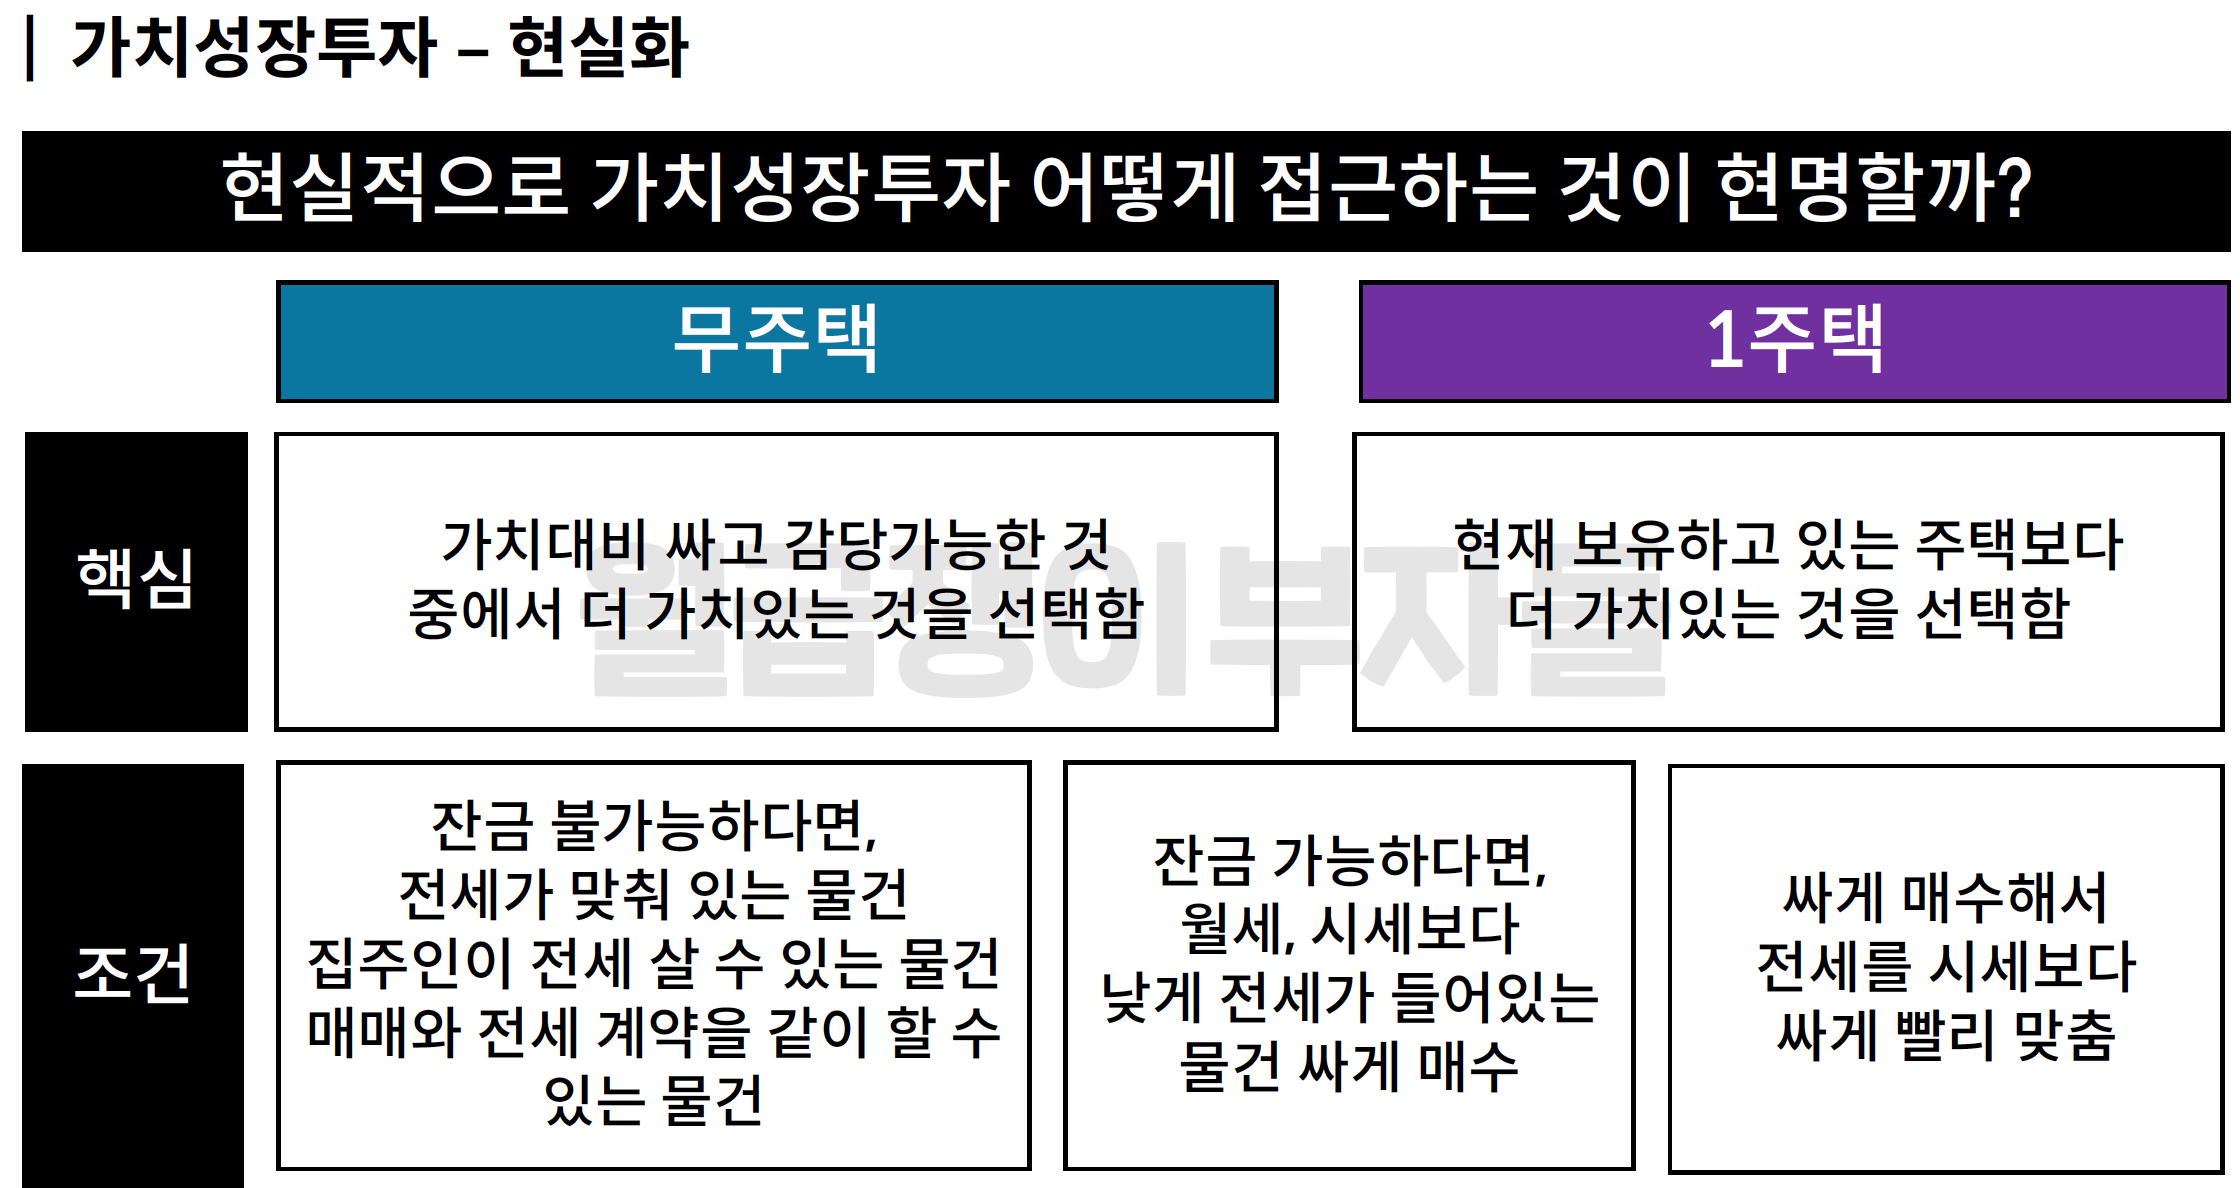 | 가치성장투자 – 현실화
현실적으로 가치성장투자 어떻게 접근하는 것이 현명할까?
무주택
1주택
핵심
가치대비 싸고 감당가능한 것
중에서 더 가치있는 것을 선택함
현재 보유하고 있는 주택보다
더 가치있는 것을 선택함
월급쟁이부자들
조건
잔금 불가능하다면,
전세가 맞춰 있는 물건
집주인이 전세 살 수 있는 물건
매매와 전세 계약을 같이 할 수
있는 물건
잔금 가능하다면,
월세, 시세보다
낮게 전세가 들어있는
물건 싸게 매수
싸게 매수해서
전세를 시세보다
싸게 빨리 맞춤